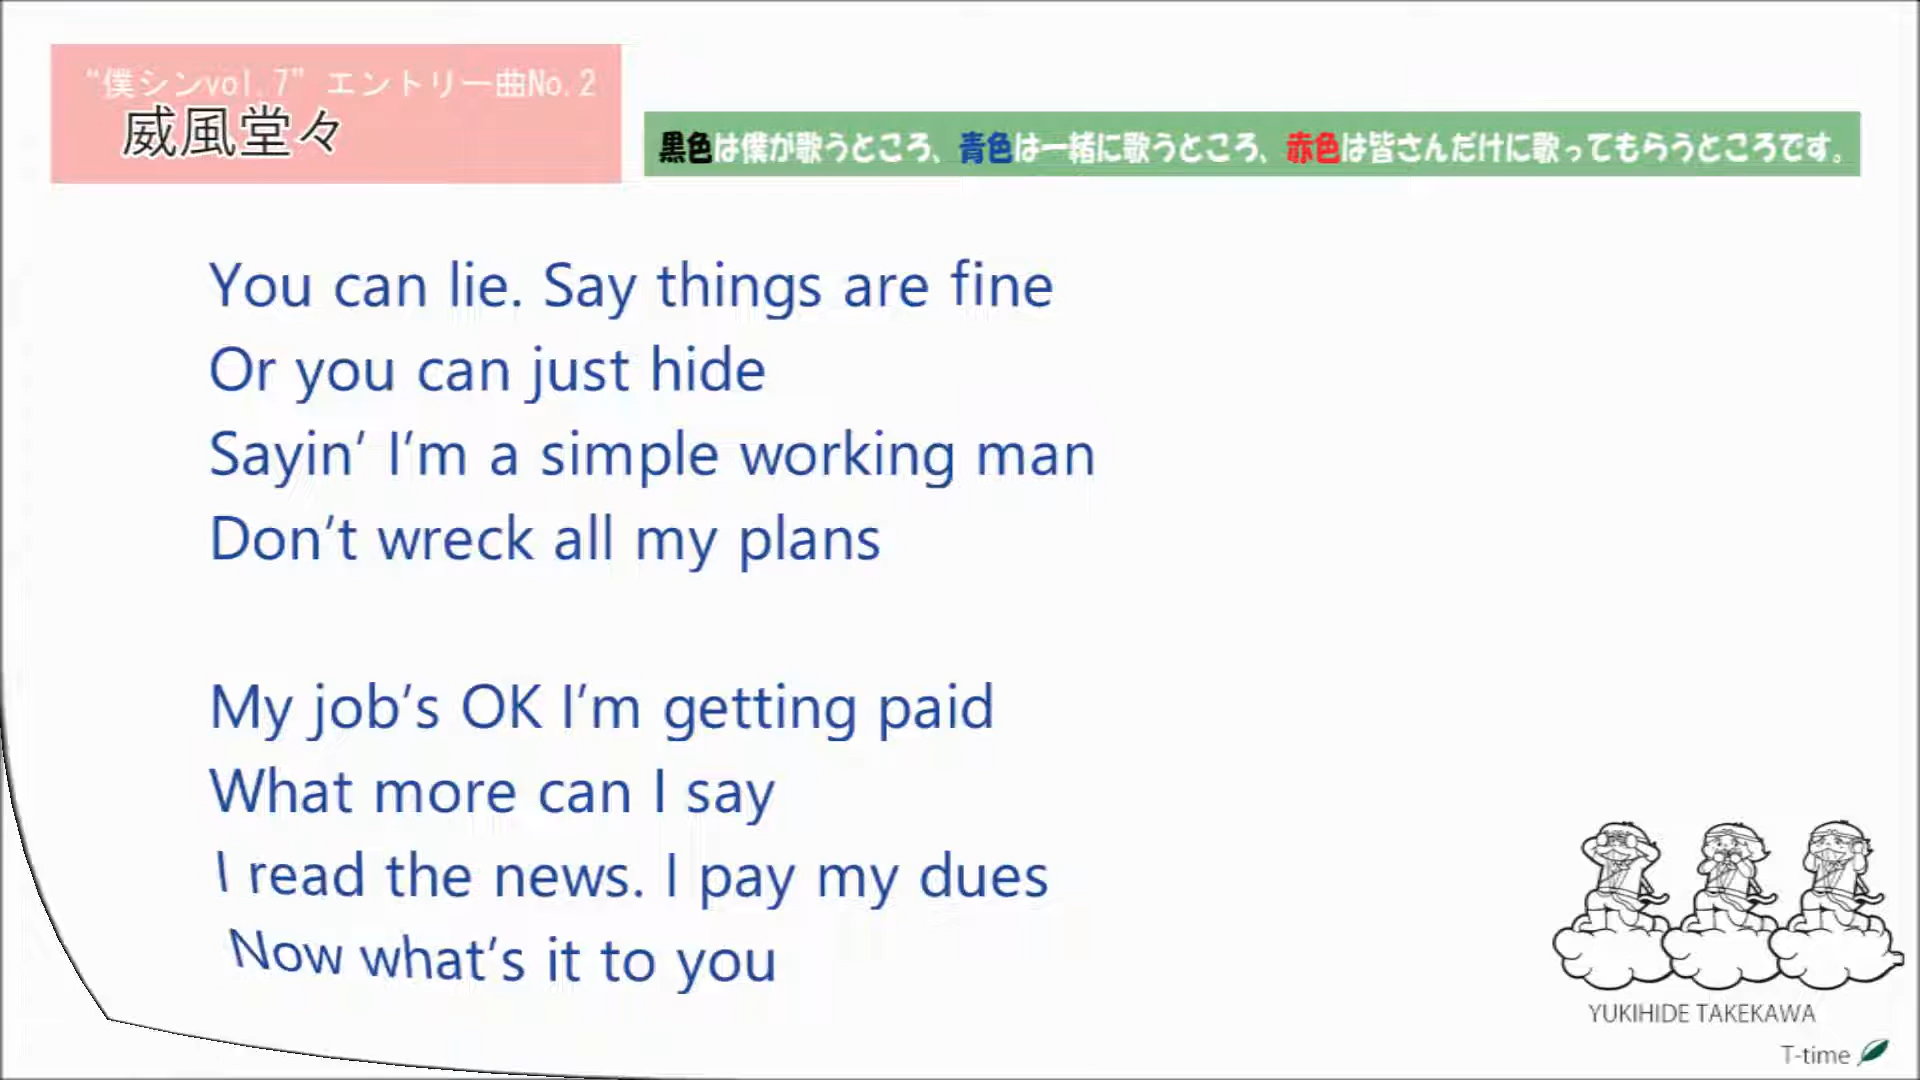 “僕シンvol.7” エントリー曲No.2
威風堂々
黒色は僕が歌うところ、青色は一緒に歌うところ、赤色は皆さんだけに歌ってもらうところです。
You can lie. Say things are fine
Or you can just hide
Sayin’ I’m a simple working man
Don’t wreck all my plans
My job’s OK I’m getting paid
What more can I say
I read the news. I pay my dues
Now what’s it to you
YUKIHIDE TAKEKAWA
T-time